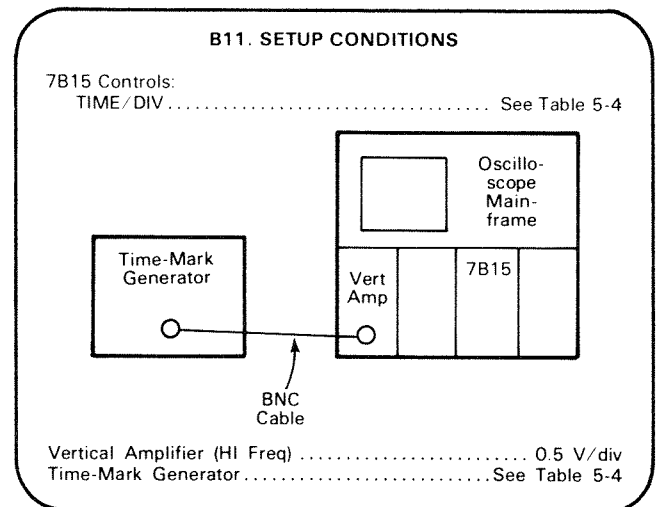 B11. SETUP CONDITIONS
7B15 Controls:
TIME/DIV.................................. See Table 5-4
Oscillo-
scope
Main-
frame
Time-Mark
Generator
Vert
Amp
7B15
BNC
Cable
Vertical Amplifier (HI Freq) ......................... 0.5 V/div
Time-Mark Generator...........................See Table 5-4